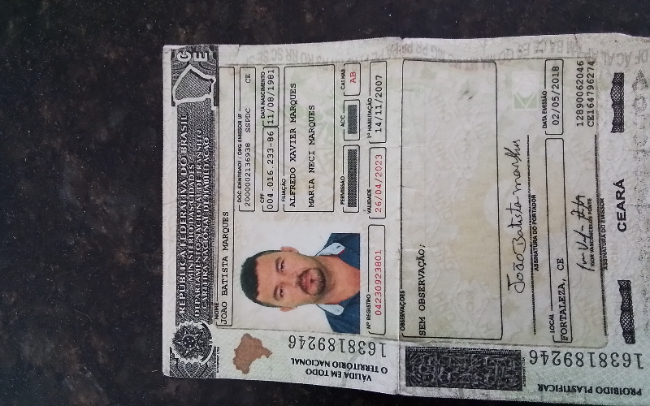 REPÚBLICA FEDERATIVA DO BRASIL
MINISTÉRIO DAS CIDADES
DEPARTAMENTO NACIONAL DE TRÂNSITO
CARTEIRA NACIONAL DE HABILITAÇÃO
NOME
JOAO BATISTA MARQUES
DOC IDENTIDADE / ORG EMISSOR UF
2000002136938 SSPDC CE
CPF
004.016.233-86
DATA NASCIMENTO
11/08/1981
FILIAÇÃO
ALFREDO XAVIER MARQUES
MARIA NECI MARQUES
PERMISSÃO
ACC
CAT HAB
AB
Nº REGISTRO
04230923801
VALIDADE
26/04/2023
1ª HABILITAÇÃO
14/11/2007
VÁLIDA EM TODO
O TERRITÓRIO NACIONAL
1638189246
OBSERVAÇÕES
SEM OBSERVAÇÃO;
João Batista Marques
ASSINATURA DO PORTADOR
LOCAL
FORTALEZA, CE
DATA EMISSÃO
02/05/2018
ASSINATURA DO EMISSOR
12890062046
CE164796274
CEARÁ
PROIBIDO PLASTIFICAR
1638189246